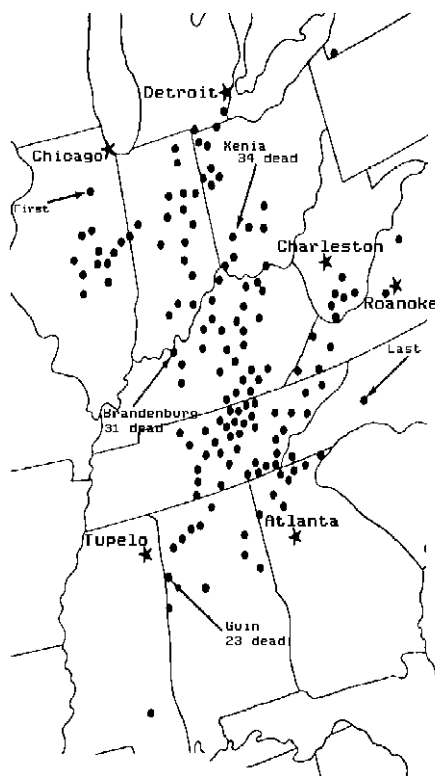 Detroit
Xenia
34 dead
Chicago
First
Charleston
Roanoke
Last
Brandenburg
31 dead
Atlanta
Tupelo
Guin
23 dead